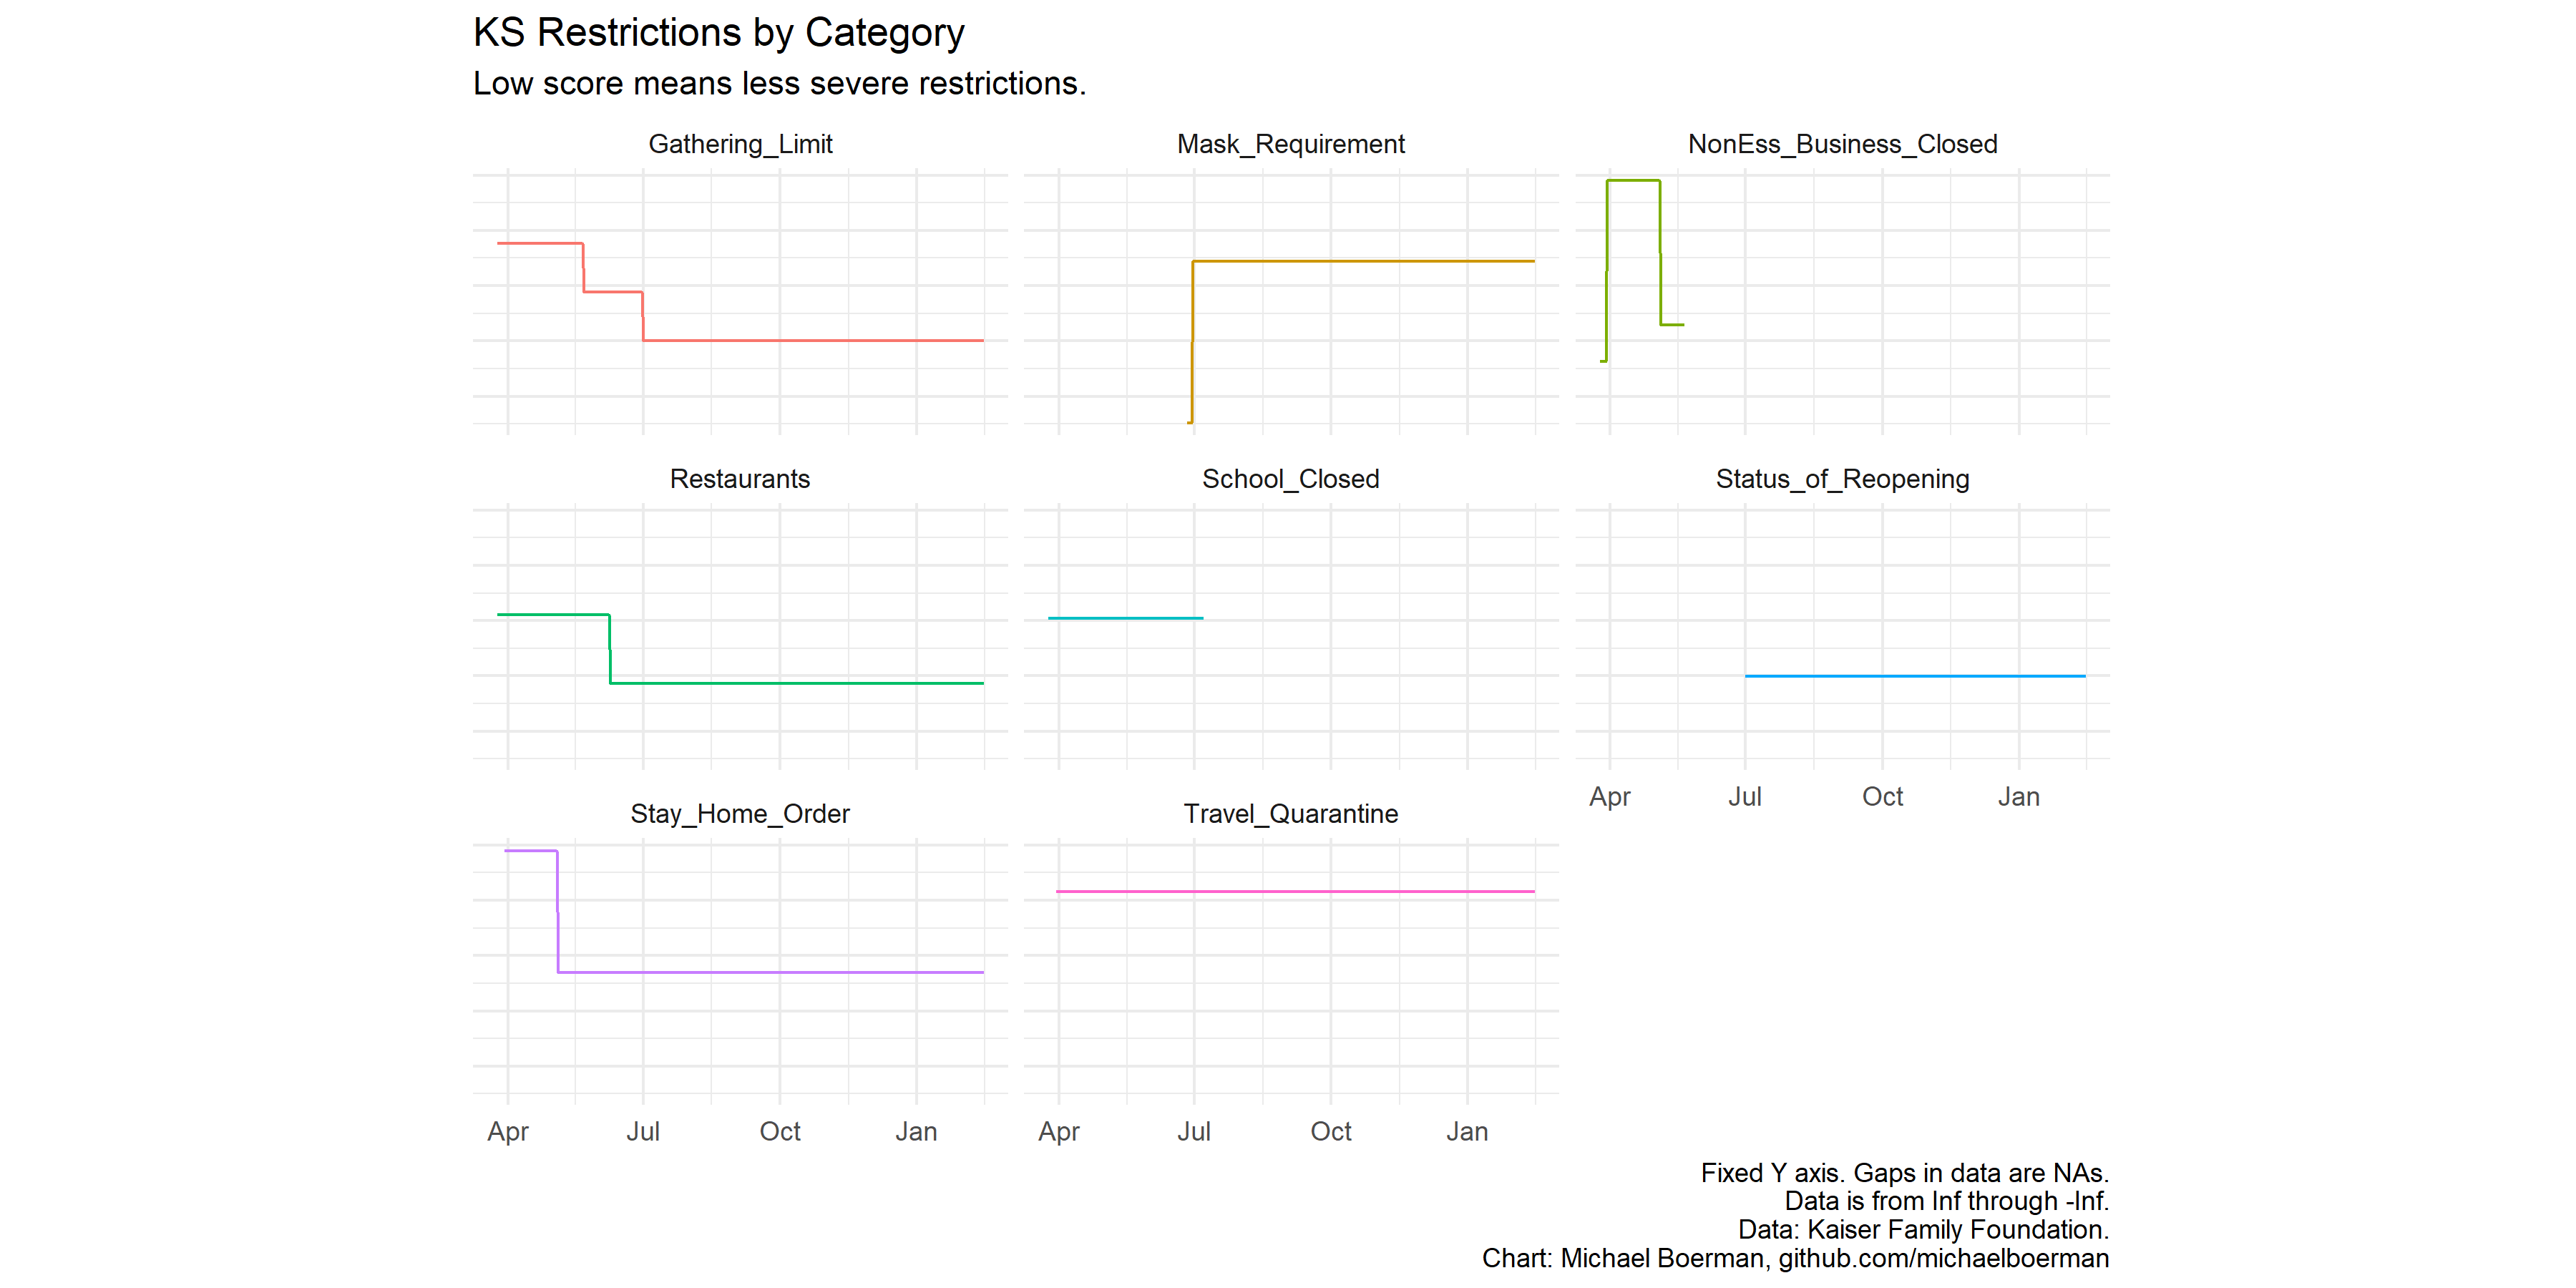 KS Restrictions by Category
Low score means less severe restrictions.
Gathering_Limit
Mask_Requirement
NonEss_Business_Closed
Restaurants
School_Closed
Status_of_Reopening
Apr Jul Oct Jan
Stay_Home_Order
Travel_Quarantine
Apr Jul Oct Jan
Apr Jul Oct Jan
Fixed Y axis. Gaps in data are NAs.
Data is from Inf through -Inf.
Data: Kaiser Family Foundation.
Chart: Michael Boerman, github.com/michaelboerman